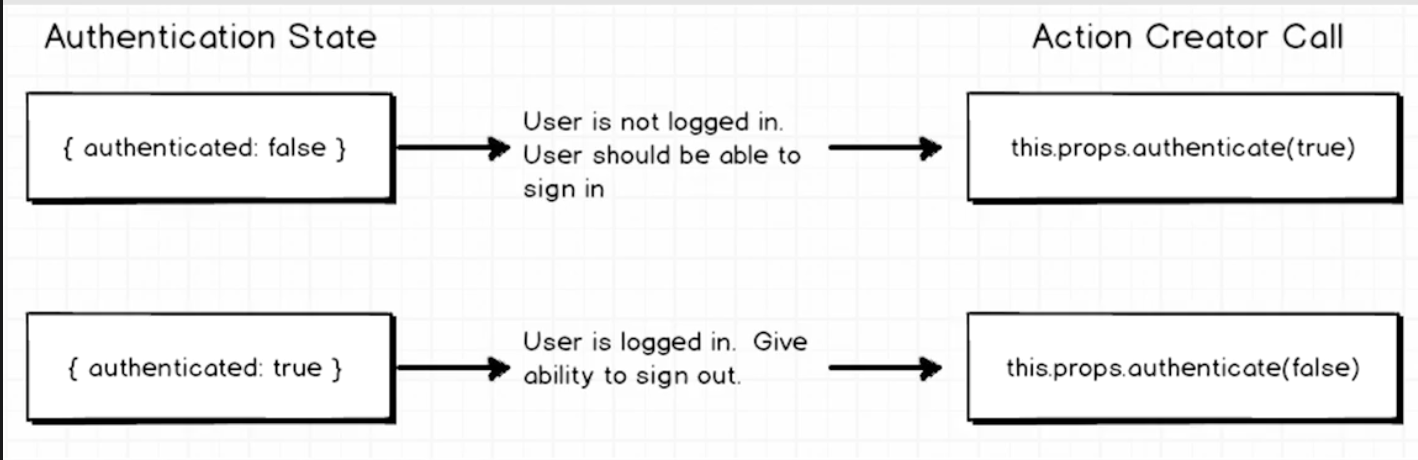 Authentication State
Action Creator Call
{ authenticated: false }
User is not logged in.
User should be able to
sign in
this.props.authenticate(true)
{ authenticated: true }
User is logged in. Give
ability to sign out.
this.props.authenticate(false)